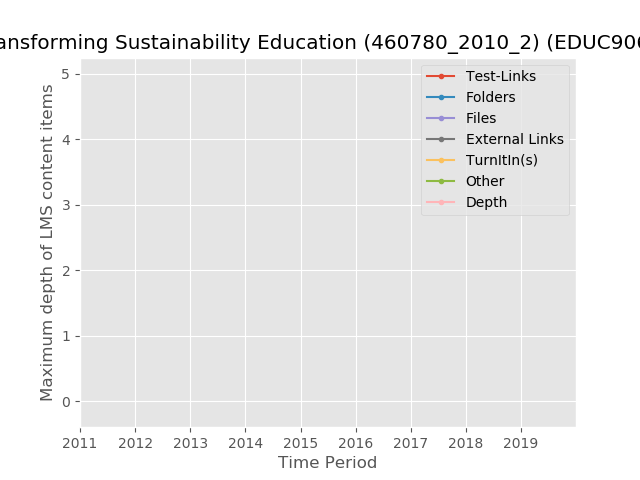 ansforming Sustainability Education (460780_2010_2) (EDUC906
Test-Links
Folders
Files
External Links
TurnItIn(s)
Other
Depth
Maximum depth of LMS content items
5
4
3
2
1
0
2011 2012 2013 2014 2015 2016 2017 2018 2019
Time Period